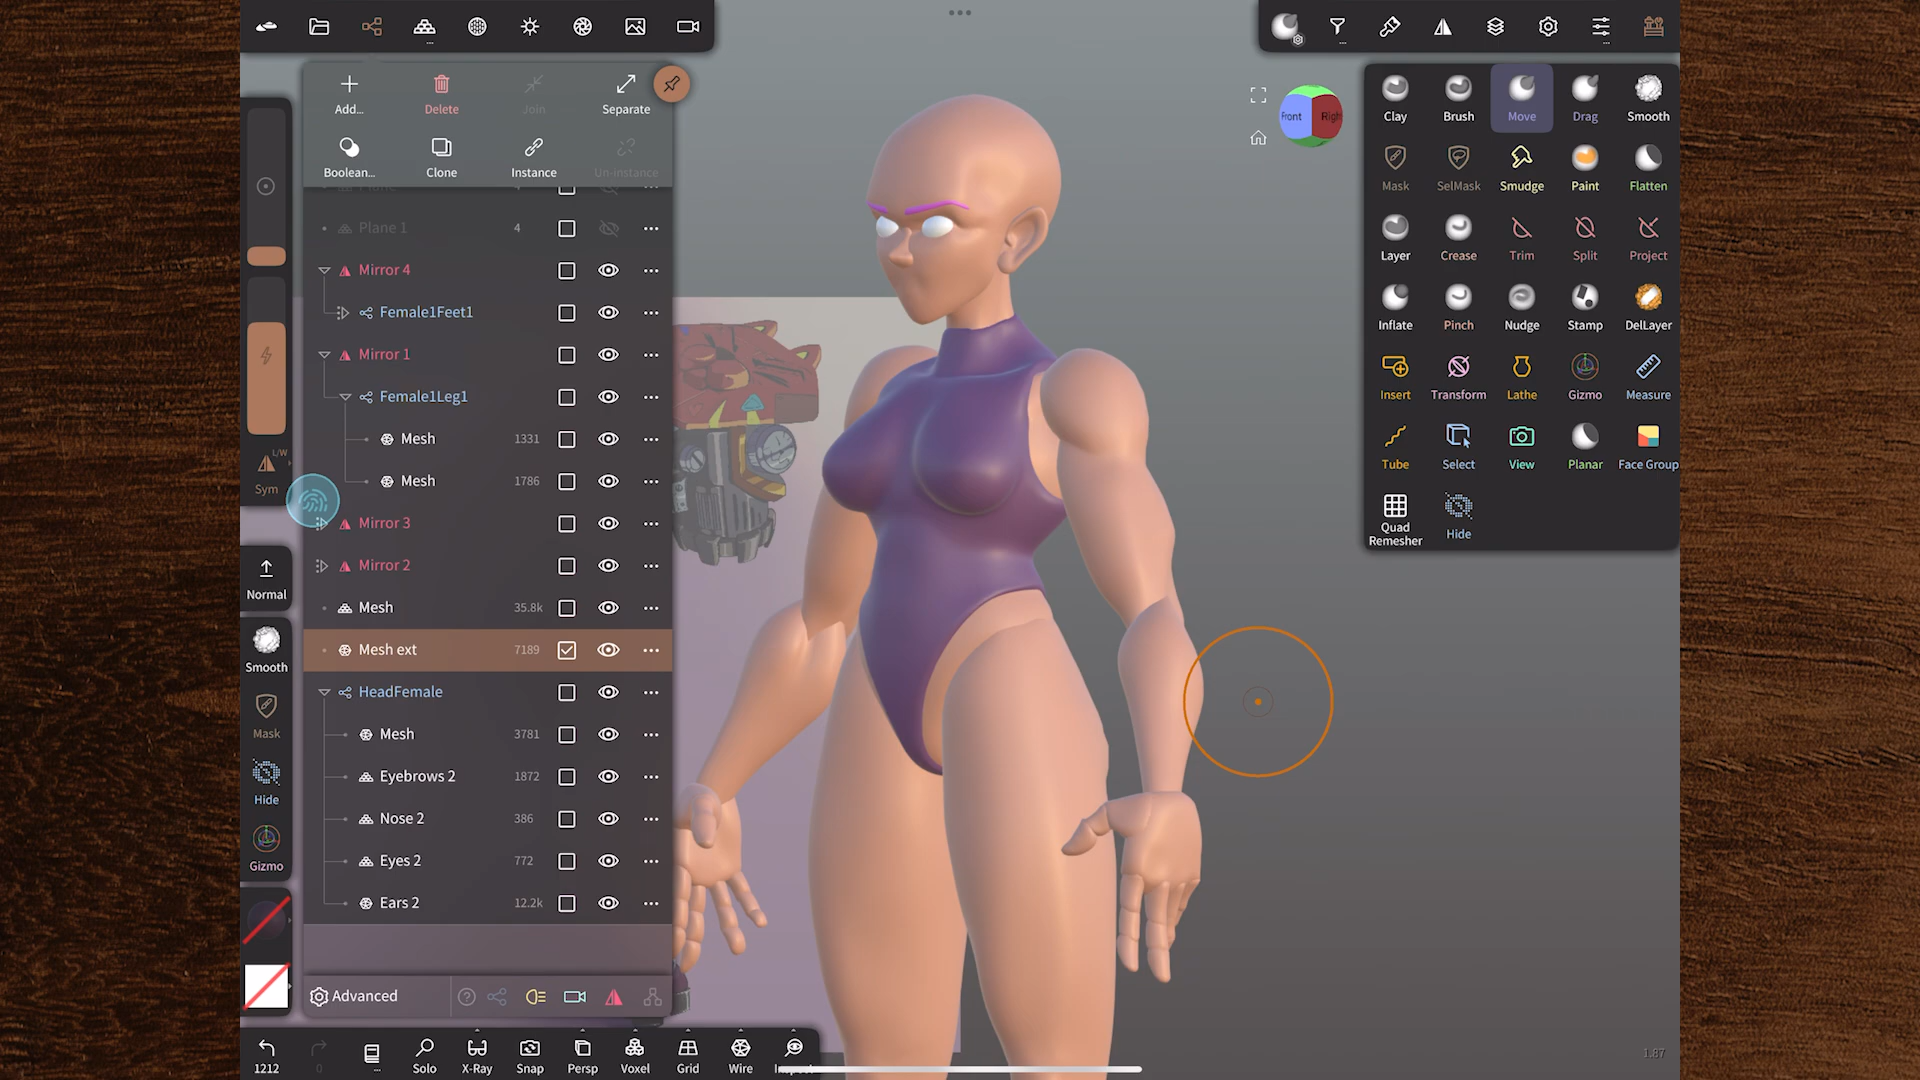 Add...
Delete
Join
Separate
Boolean...
Clone
Instance
Un-instance
Plane 1
4
Mirror 4
Female1Feet1
Mirror 1
Female1Leg1
Mesh
1331
Mesh
1786
Mirror 3
Mirror 2
Mesh
35.8k
Mesh ext
7189
HeadFemale
Mesh
3781
Eyebrows 2
1872
Nose 2
386
Eyes 2
772
Ears 2
12.2k
Advanced
L/W
Sym
Normal
Smooth
Mask
Hide
Gizmo
1212
0
Solo
X-Ray
Snap
Persp
Voxel
Grid
Wire
Front
Clay
Brush
Move
Drag
Smooth
Mask
SelMask
Smudge
Paint
Flatten
Layer
Crease
Trim
Split
Project
Inflate
Pinch
Nudge
Stamp
DelLayer
Insert
Transform
Lathe
Gizmo
Measure
Tube
Select
View
Planar
Face Group
Quad
Remesher
Hide
1.87